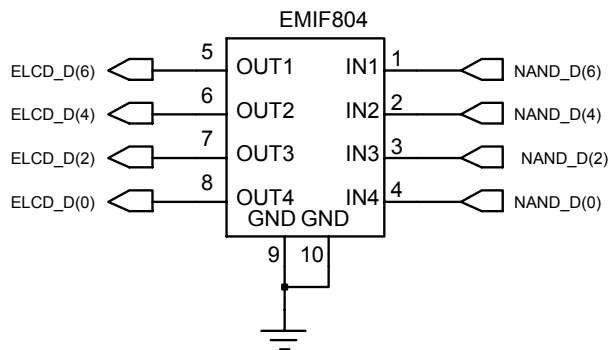 EMIF804
ELCD_D(6) 5 OUT1 IN1 1 NAND_D(6)
ELCD_D(4) 6 OUT2 IN2 2 NAND_D(4)
ELCD_D(2) 7 OUT3 IN3 3 NAND_D(2)
ELCD_D(0) 8 OUT4 IN4 4 NAND_D(0)
GND GND
9 10